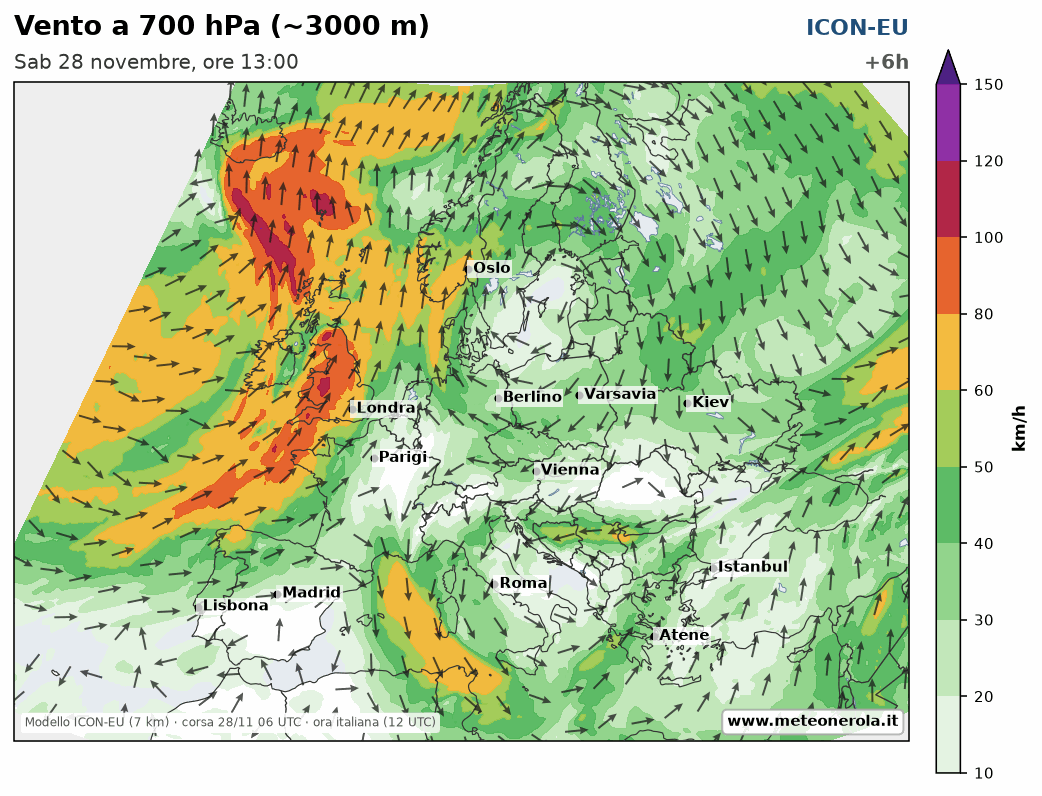 Vento a 700 hPa (~3000 m)
ICON-EU
Sab 28 novembre, ore 13:00
+6h
150
120
100
80
60
50
40
30
20
10
km/h
Oslo
Berlino
Varsavia
Kiev
Londra
Parigi
Vienna
Istanbul
Roma
Madrid
Lisbona
Atene
Modello ICON-EU (7 km) · corsa 28/11 06 UTC · ora italiana (12 UTC)
www.meteonerola.it